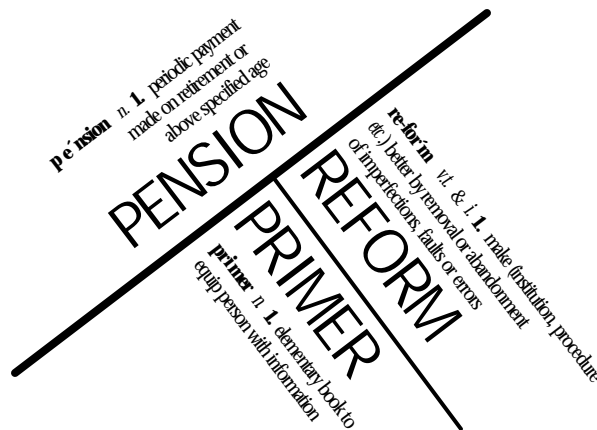 pe´nsion n. 1. periodic payment
made on retirement or
above specified age
PENSION
REFORM
re-for´m v.t. & i. 1. make (institution, procedure
etc.) better by removal or abandonment
of imperfections, faults or errors
PRIMER
primer n 1. elementary book to
equip person with information